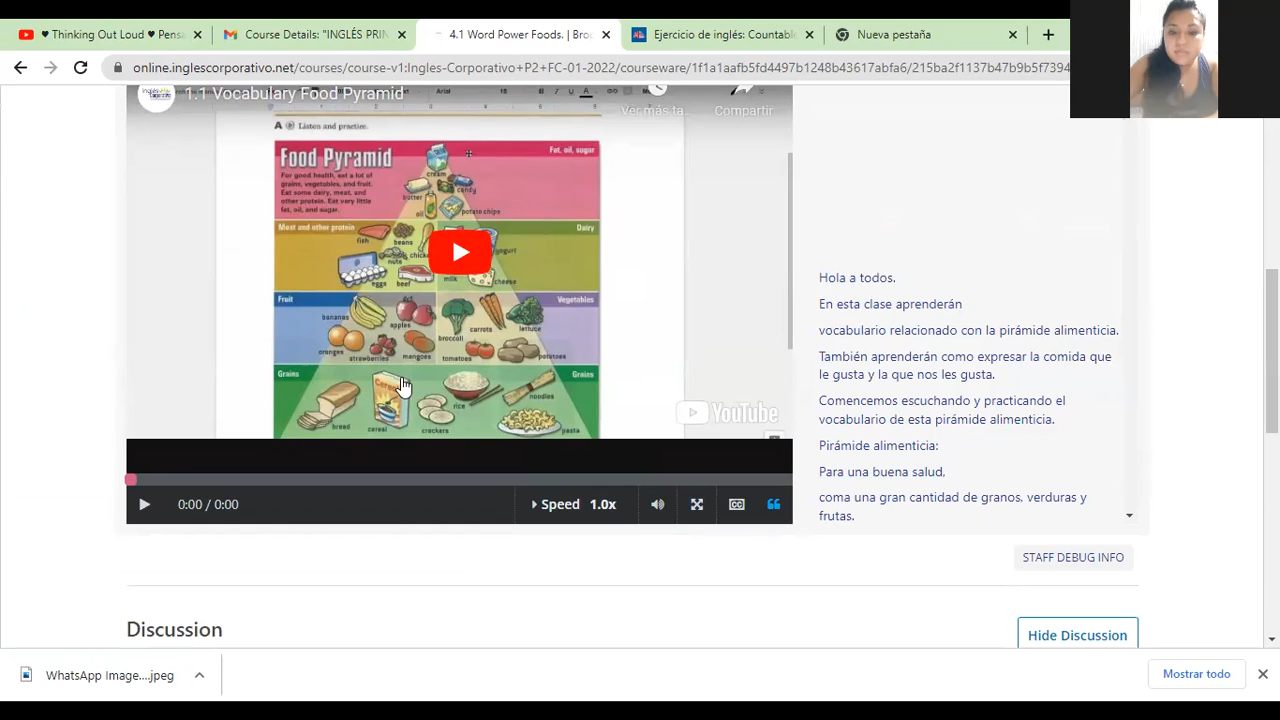 ♥ Thinking Out Loud ♥ Pensa
Course Details: "INGLÉS PRIN
4.1 Word Power Foods. | Bro
Ejercicio de inglés: Countable
Nueva pestaña
online.inglescorporativo.net/courses/course-v1:Ingles-Corporativo+P2+FC-01-2022/courseware/1f1a1aafb5fd4497b1248b43617abfa6/215ba2f1137b47b9b5f7394
1.1 Vocabulary Food Pyramid
Arial
Ver más ta...
Compartir
A Listen and practice.
Food Pyramid
Fat, oil, sugar
For good health, eat a lot of
grains, vegetables, and fruit.
Eat some dairy, meat, and
other protein. Eat very little
fat, oil, and sugar.
cream
candy
butter
oil
potato chips
Meat and other protein
Dairy
fish
beans
nuts
yogurt
eggs
beef
milk
cheese
Fruit
Vegetables
bananas
apples
broccoli
carrots
lettuce
oranges
strawberries
mangoes
tomatoes
potatoes
Grains
Grains
bread
cereal
crackers
rice
noodles
pasta
YouTube
0:00 / 0:00
Speed 1.0x
CC
Hola a todos.
En esta clase aprenderán
vocabulario relacionado con la pirámide alimenticia.
También aprenderán como expresar la comida que
le gusta y la que nos les gusta.
Comencemos escuchando y practicando el
vocabulario de esta pirámide alimenticia.
Pirámide alimenticia:
Para una buena salud,
coma una gran cantidad de granos, verduras y
frutas.
STAFF DEBUG INFO
Discussion
Hide Discussion
WhatsApp Image....jpeg
Mostrar todo